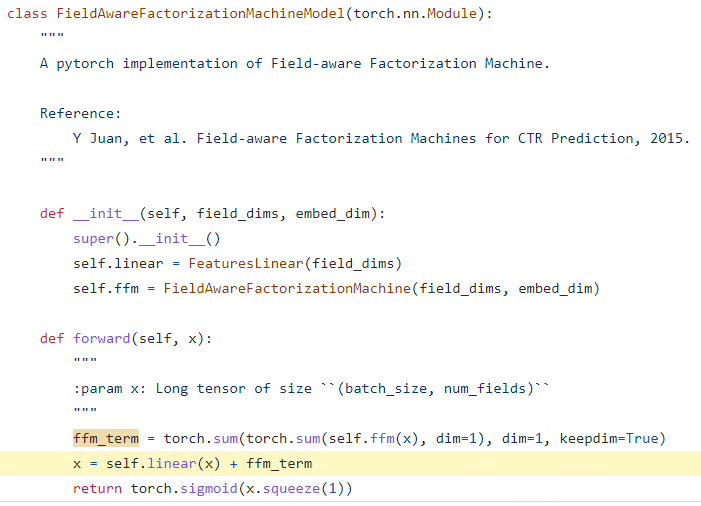 class FieldAwareFactorizationMachineModel(torch.nn.Module):
    """
    A pytorch implementation of Field-aware Factorization Machine.

    Reference:
        Y Juan, et al. Field-aware Factorization Machines for CTR Prediction, 2015.
    """

    def __init__(self, field_dims, embed_dim):
        super().__init__()
        self.linear = FeaturesLinear(field_dims)
        self.ffm = FieldAwareFactorizationMachine(field_dims, embed_dim)

    def forward(self, x):
        """
        :param x: Long tensor of size ``(batch_size, num_fields)``
        """
        ffm_term = torch.sum(torch.sum(self.ffm(x), dim=1), dim=1, keepdim=True)
        x = self.linear(x) + ffm_term
        return torch.sigmoid(x.squeeze(1))